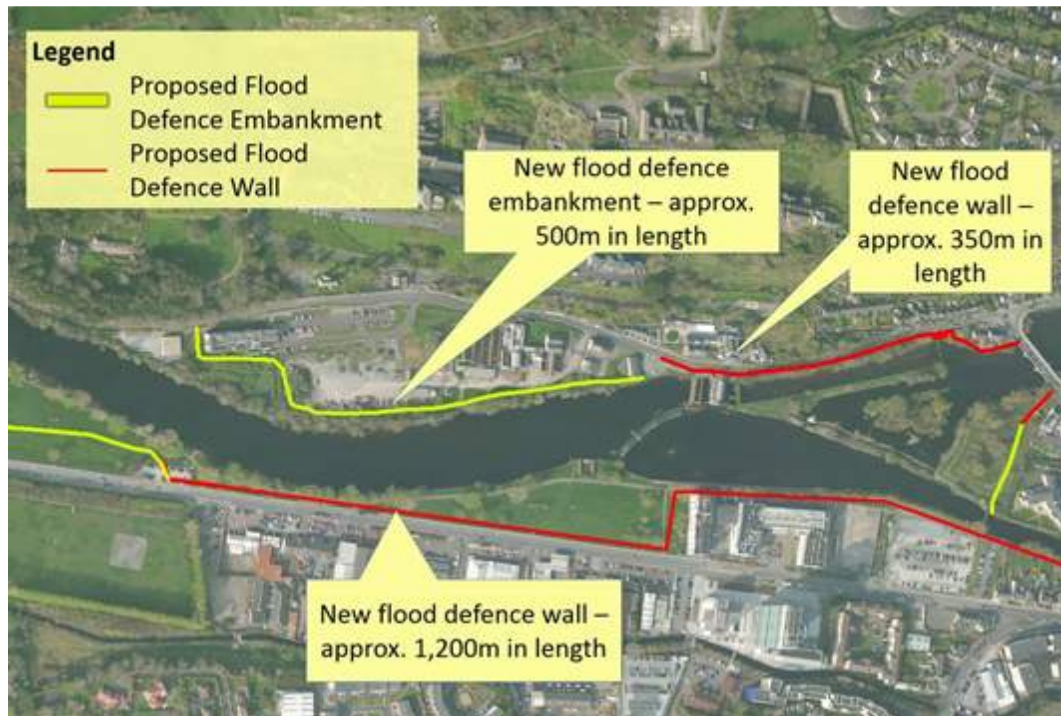 Legend
Proposed Flood
Defence Embankment
Proposed Flood
Defence Wall
New flood defence
embankment – approx.
500m in length
New flood
defence wall –
approx. 350m in
length
New flood defence wall –
approx. 1,200m in length